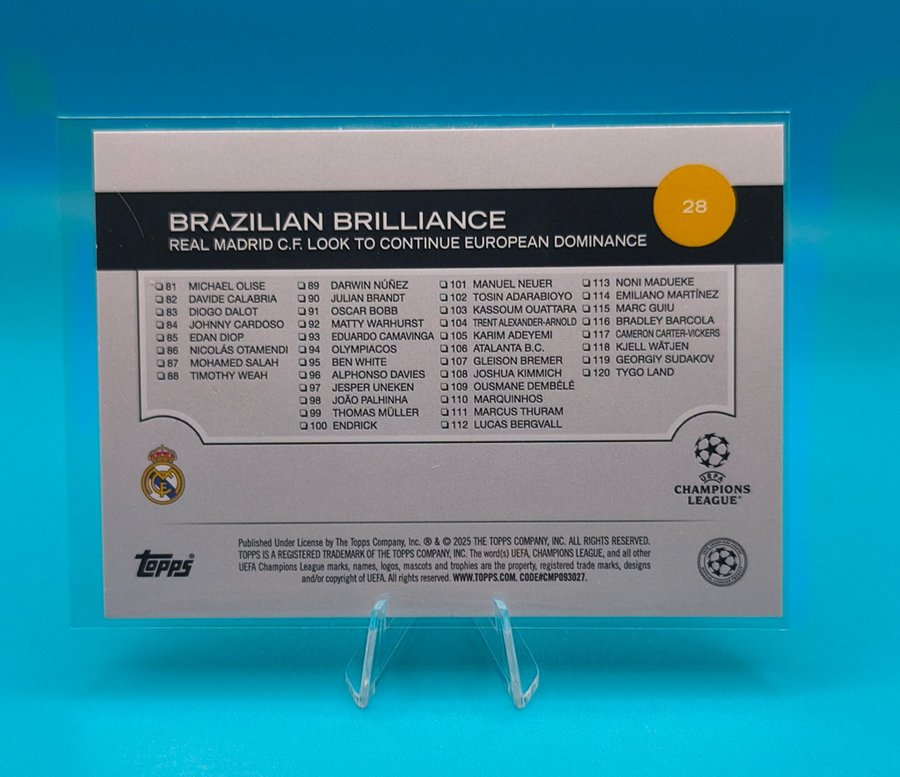 28
BRAZILIAN BRILLIANCE
REAL MADRID C.F. LOOK TO CONTINUE EUROPEAN DOMINANCE
81 MICHAEL OLISE
82 DAVIDE CALABRIA
83 DIOGO DALOT
84 JOHNNY CARDOSO
85 EDAN DIOP
86 NICOLÁS OTAMENDI
87 MOHAMED SALAH
88 TIMOTHY WEAH
89 DARWIN NÚÑEZ
90 JULIAN BRANDT
91 OSCAR BOBB
92 MATTY WARHURST
93 EDUARDO CAMAVINGA
94 OLYMPIACOS
95 BEN WHITE
96 ALPHONSO DAVIES
97 JESPER UNEKEN
98 JOÃO PALHINHA
99 THOMAS MÜLLER
100 ENDRICK
101 MANUEL NEUER
102 TOSIN ADARABIOYO
103 KASSOUM OUATTARA
104 TRENT ALEXANDER-ARNOLD
105 KARIM ADEYEMI
106 ATALANTA B.C.
107 GLEISON BREMER
108 JOSHUA KIMMICH
109 OUSMANE DEMBÉLÉ
110 MARQUINHOS
111 MARCUS THURAM
112 LUCAS BERGVALL
113 NONI MADUEKE
114 EMILIANO MARTÍNEZ
115 MARC GUIU
116 BRADLEY BARCOLA
117 CAMERON CARTER-VICKERS
118 KJELL WÄTJEN
119 GEORGIY SUDAKOV
120 TYGO LAND
UEFA
CHAMPIONS
LEAGUE
topps®
Published Under License by The Topps Company, Inc. ® & © 2025 THE TOPPS COMPANY, INC. ALL RIGHTS RESERVED.
TOPPS IS A REGISTERED TRADEMARK OF THE TOPPS COMPANY, INC. The word(s) UEFA, CHAMPIONS LEAGUE, and all other
UEFA Champions League marks, names, logos, mascots and trophies are the property, registered trade marks, designs
and/or copyright of UEFA. All rights reserved. WWW.TOPPS.COM. CODE#CMP093027.